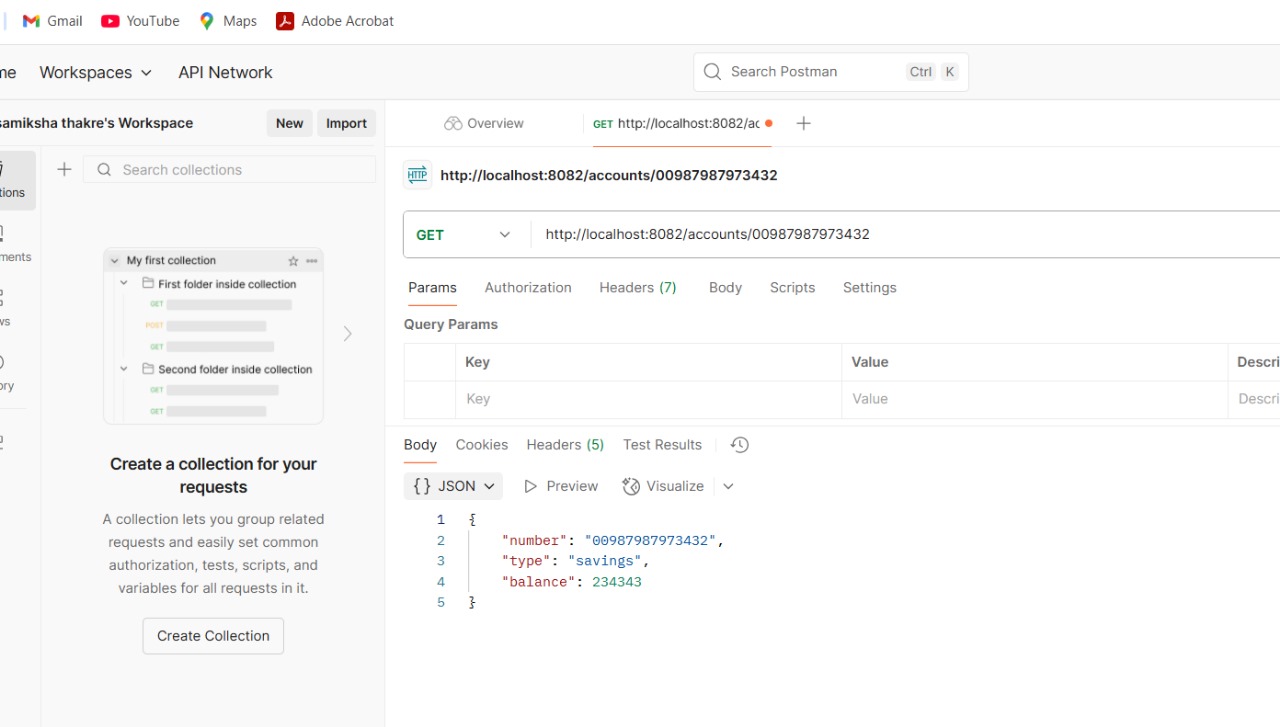 Gmail YouTube Maps Adobe Acrobat
me Workspaces API Network Search Postman Ctrl K
samiksha thakre's Workspace New Import
Overview GET http://localhost:8082/ac
Search collections
HTTP http://localhost:8082/accounts/00987987973432
GET http://localhost:8082/accounts/00987987973432
Params Authorization Headers (7) Body Scripts Settings
Query Params
Key Value Descri
Key Value Descri
Body Cookies Headers (5) Test Results
{} JSON Preview Visualize
1 {
2 "number": "00987987973432",
3 "type": "savings",
4 "balance": 234343
5 }
tions
ments
ws
ory
My first collection
First folder inside collection
GET
POST
GET
Second folder inside collection
GET
GET
Create a collection for your
requests
A collection lets you group related
requests and easily set common
authorization, tests, scripts, and
variables for all requests in it.
Create Collection